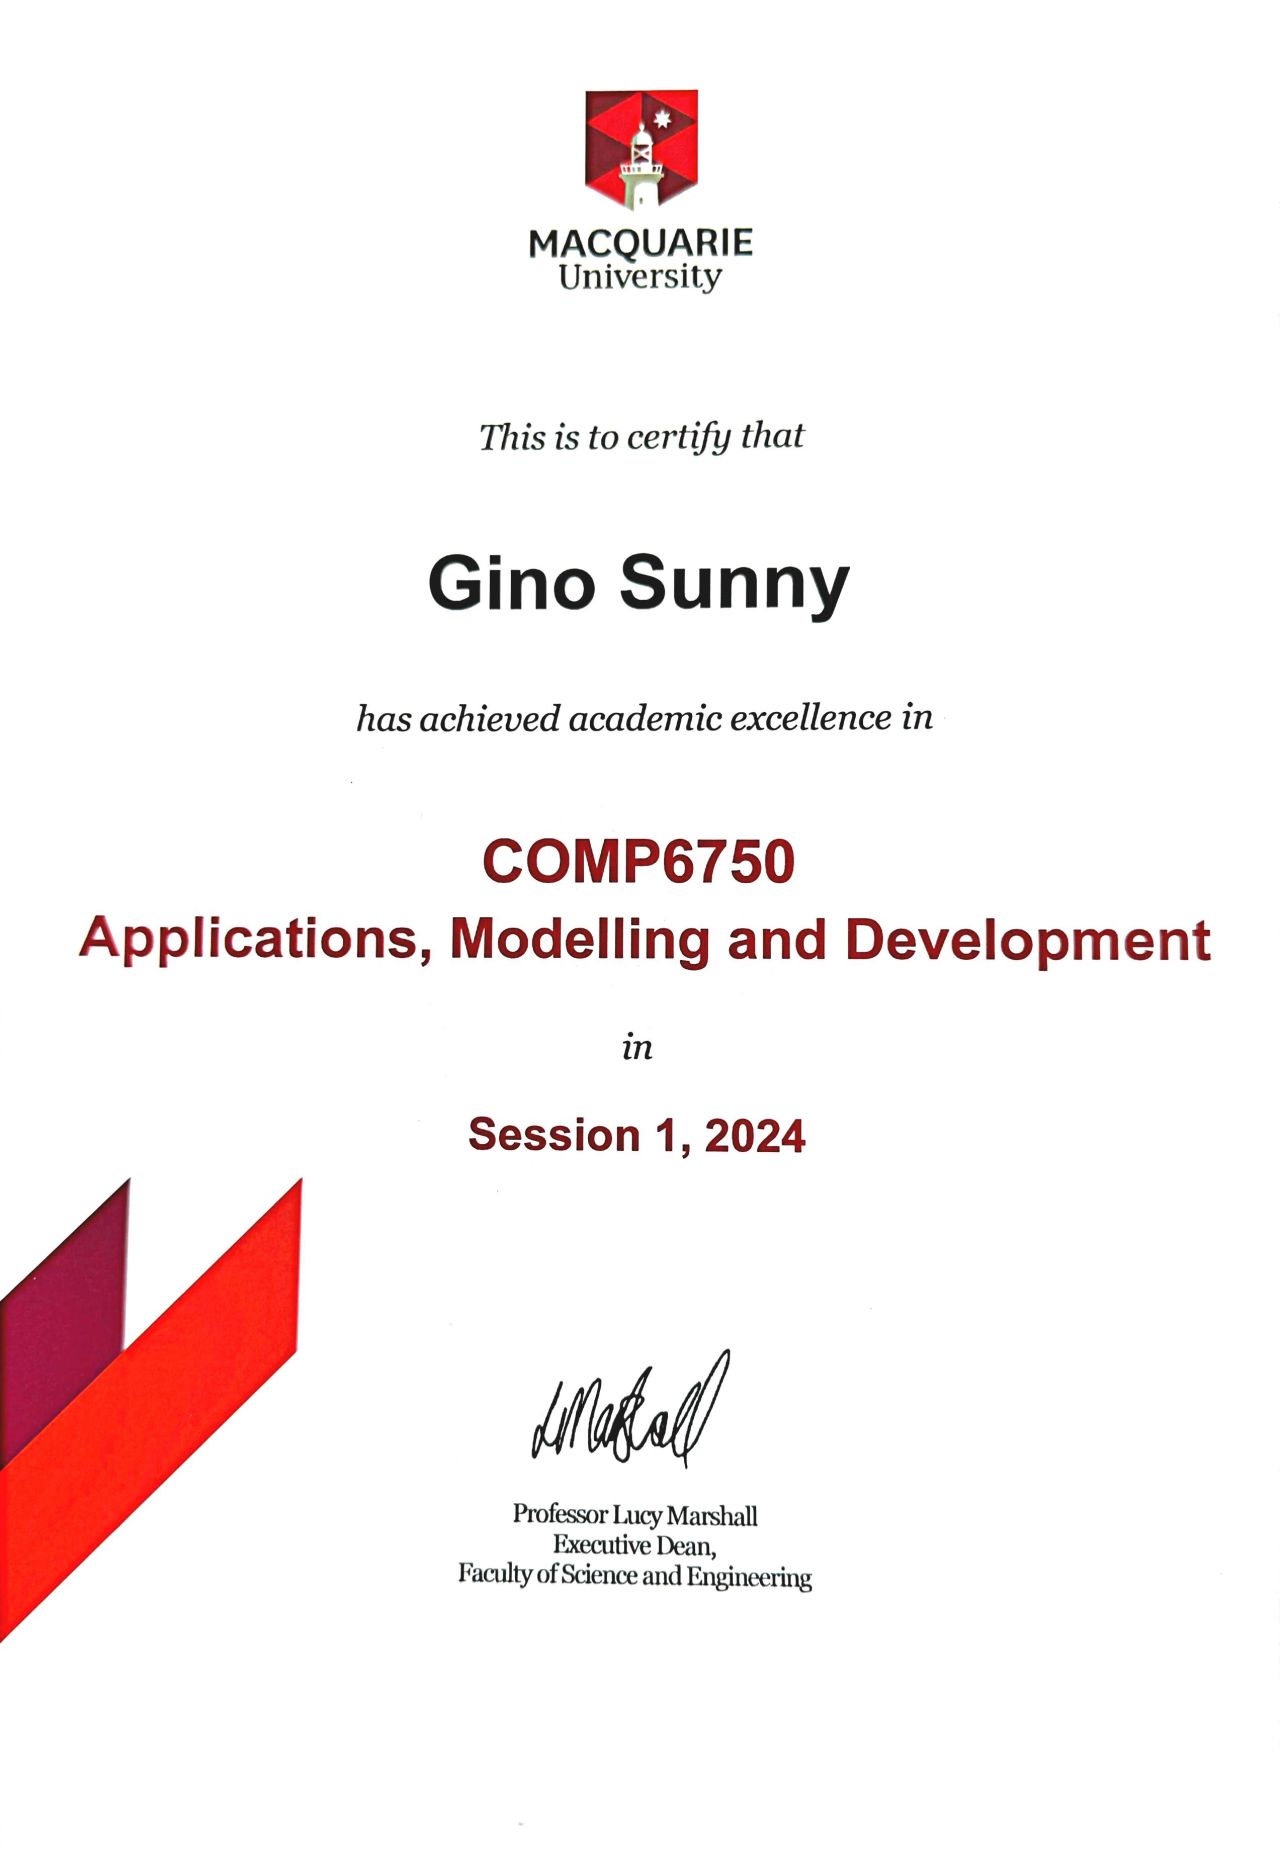 MACQUARIE
University
This is to certify that
Gino Sunny
has achieved academic excellence in
COMP6750
Applications, Modelling and Development
in
Session 1, 2024
LMarshall
Professor Lucy Marshall
Executive Dean,
Faculty of Science and Engineering